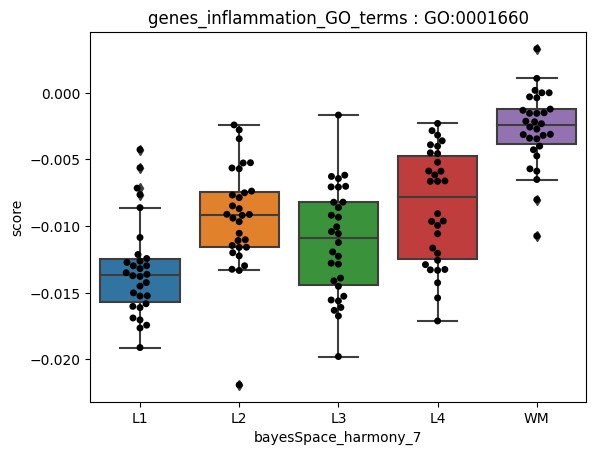 genes_inflammation_GO_terms : GO:0001660
0.000
−0.005
−0.010
−0.015
−0.020
score
L1 L2 L3 L4 WM
bayesSpace_harmony_7